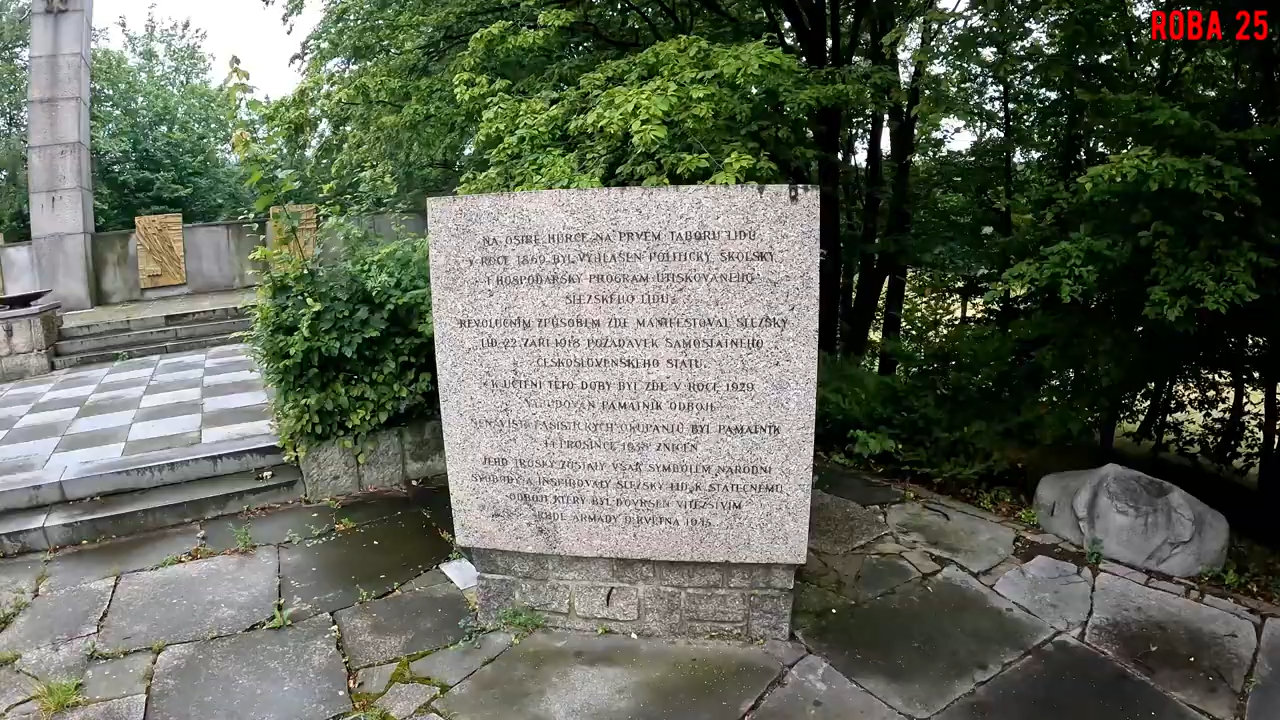 ROBA 25
NA OSTRÉ HŮRCE NA PRVÉM TÁBORU LIDU
V ROCE 1869 BYL VYHLÁŠEN POLITICKÝ, ŠKOLSKÝ
I HOSPODÁŘSKÝ PROGRAM UTISKOVANÉHO
SLEZSKÉHO LIDU.
REVOLUČNÍM ZPŮSOBEM ZDE MANIFESTOVAL SLEZSKÝ
LID 22. ZÁŘÍ 1918 POŽADAVEK SAMOSTATNÉHO
ČESKOSLOVENSKÉHO STÁTU.
K UCTĚNÍ TÉTO DOBY BYL ZDE V ROCE 1929
VYBUDOVÁN PAMÁTNÍK ODBOJE
NENÁVISTÍ FAŠISTICKÝCH OKUPANTŮ BYL PAMÁTNÍK
PROSINCE ZNIČEN
JEHO TROSKY ZŮSTALY VŠAK SYMBOLEM NÁRODNÍ
SVOBODY A INSPIROVALY SLEZSKÝ LID K STATEČNÉMU
ODBOJI KTERÝ BYL DOVRŠEN VÍTĚZSTVÍM
RUDÉ ARMÁDY 9. KVĚTNA 1945